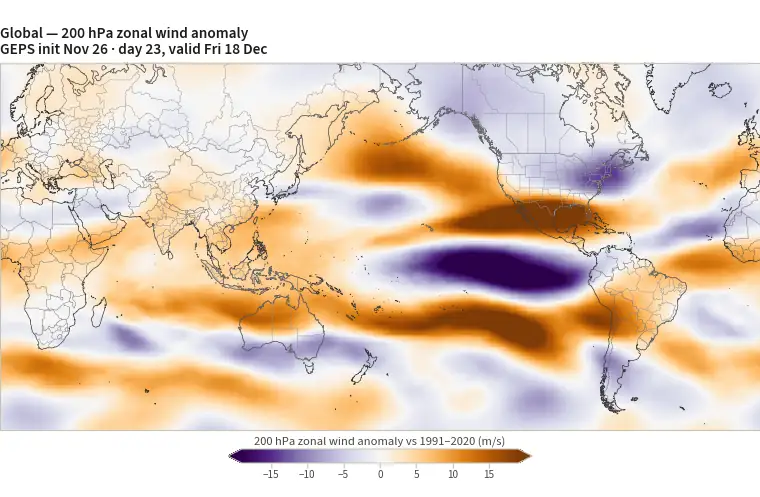 Global — 200 hPa zonal wind anomaly
GEPS init Nov 26 · day 23, valid Fri 18 Dec
200 hPa zonal wind anomaly vs 1991–2020 (m/s)
−15 −10 −5 0 5 10 15